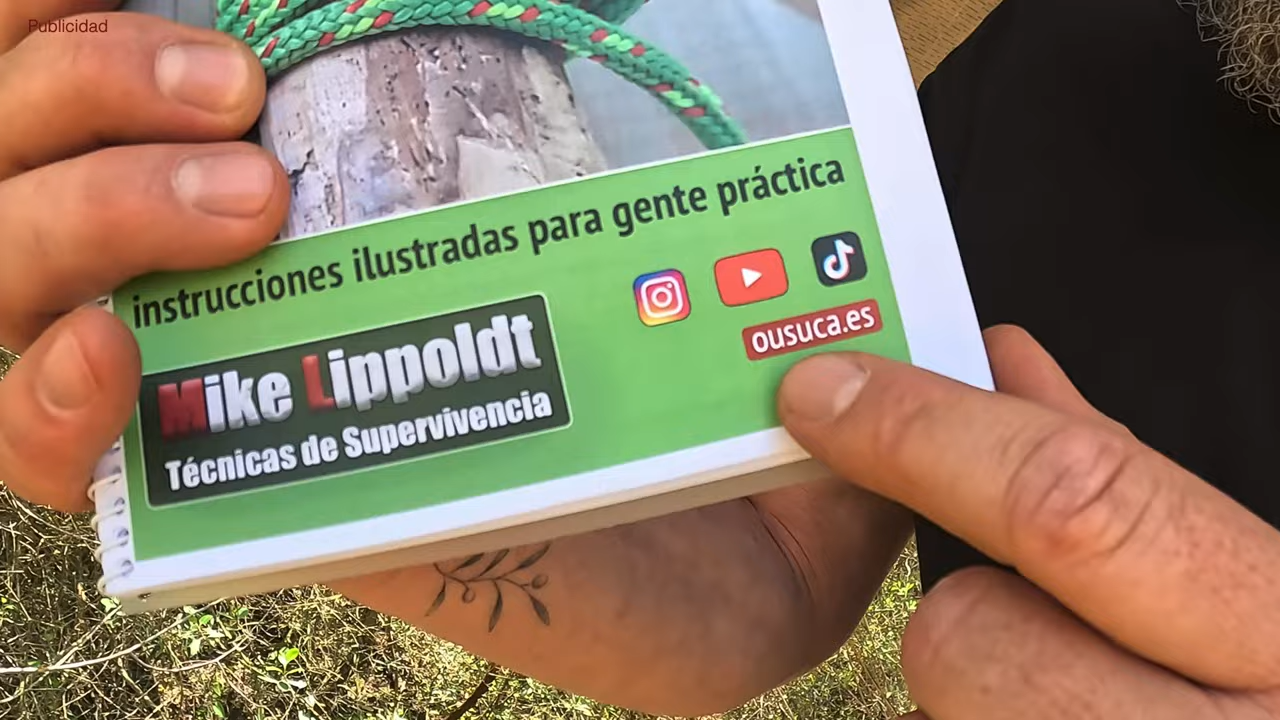 Publicidad
instrucciones ilustradas para gente práctica
Mike Lippoldt
Técnicas de Supervivencia
ousuca.es